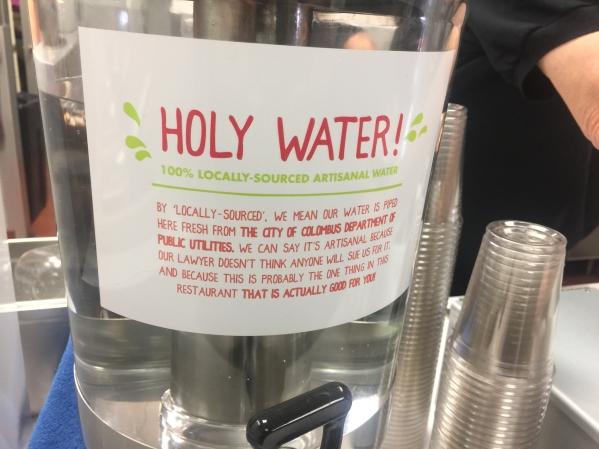 HOLY WATER!
100% LOCALLY-SOURCED ARTISANAL WATER
BY 'LOCALLY-SOURCED', WE MEAN OUR WATER IS PIPED
HERE FRESH FROM THE CITY OF COLOMBUS DEPARTMENT OF
PUBLIC UTILITIES. WE CAN SAY IT'S ARTISANAL BECAUSE
OUR LAWYER DOESN'T THINK ANYONE WILL SUE US FOR IT,
AND BECAUSE THIS IS PROBABLY THE ONE THING IN THIS
RESTAURANT THAT IS ACTUALLY GOOD FOR YOU!